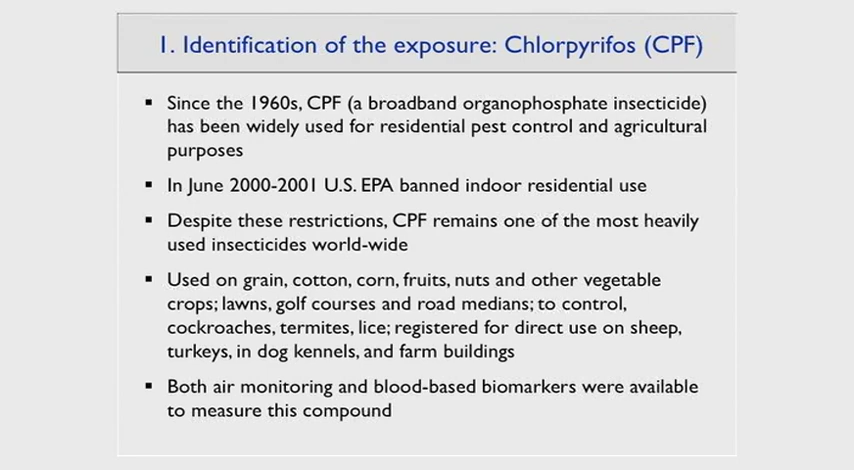 1. Identification of the exposure: Chlorpyrifos (CPF)
▪ Since the 1960s, CPF (a broadband organophosphate insecticide)
has been widely used for residential pest control and agricultural
purposes
▪ In June 2000-2001 U.S. EPA banned indoor residential use
▪ Despite these restrictions, CPF remains one of the most heavily
used insecticides world-wide
▪ Used on grain, cotton, corn, fruits, nuts and other vegetable
crops; lawns, golf courses and road medians; to control,
cockroaches, termites, lice; registered for direct use on sheep,
turkeys, in dog kennels, and farm buildings
▪ Both air monitoring and blood-based biomarkers were available
to measure this compound